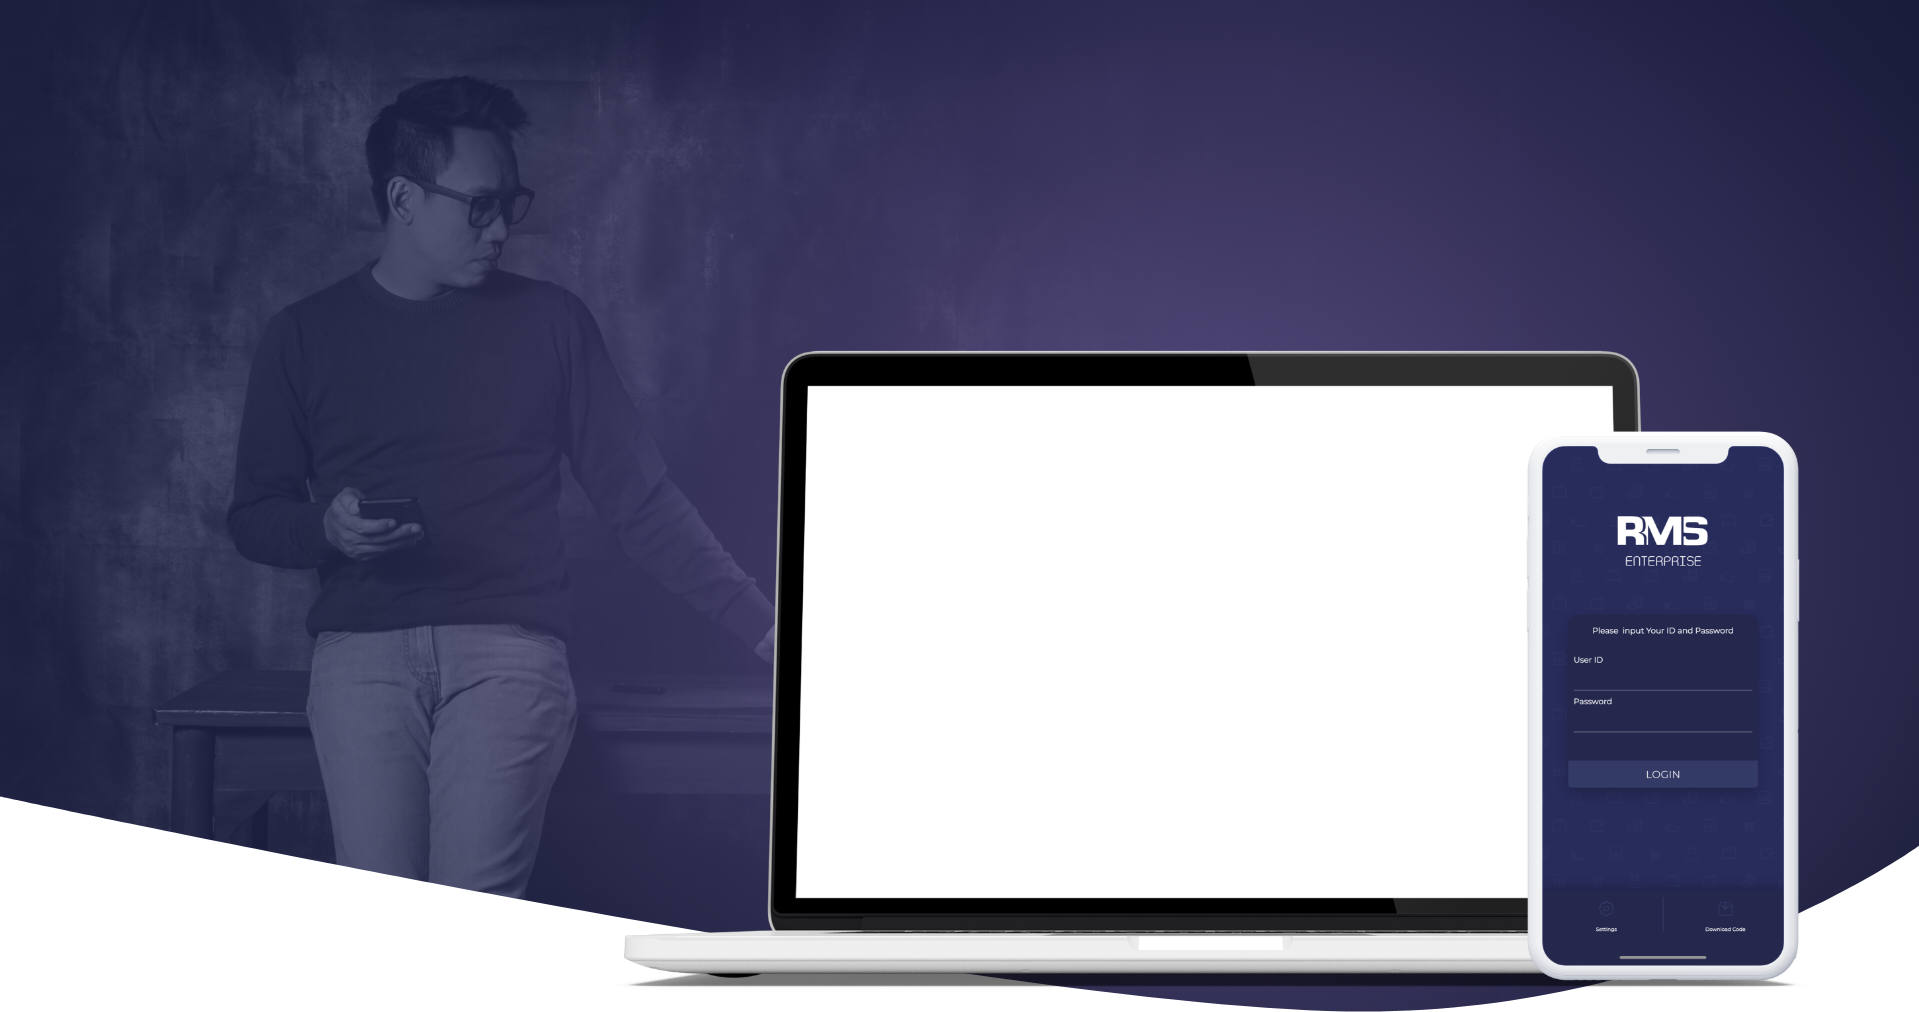 RMS
ENTERPRISE
Please input Your ID and Password
User ID
Password
LOGIN
Settings
Download Code